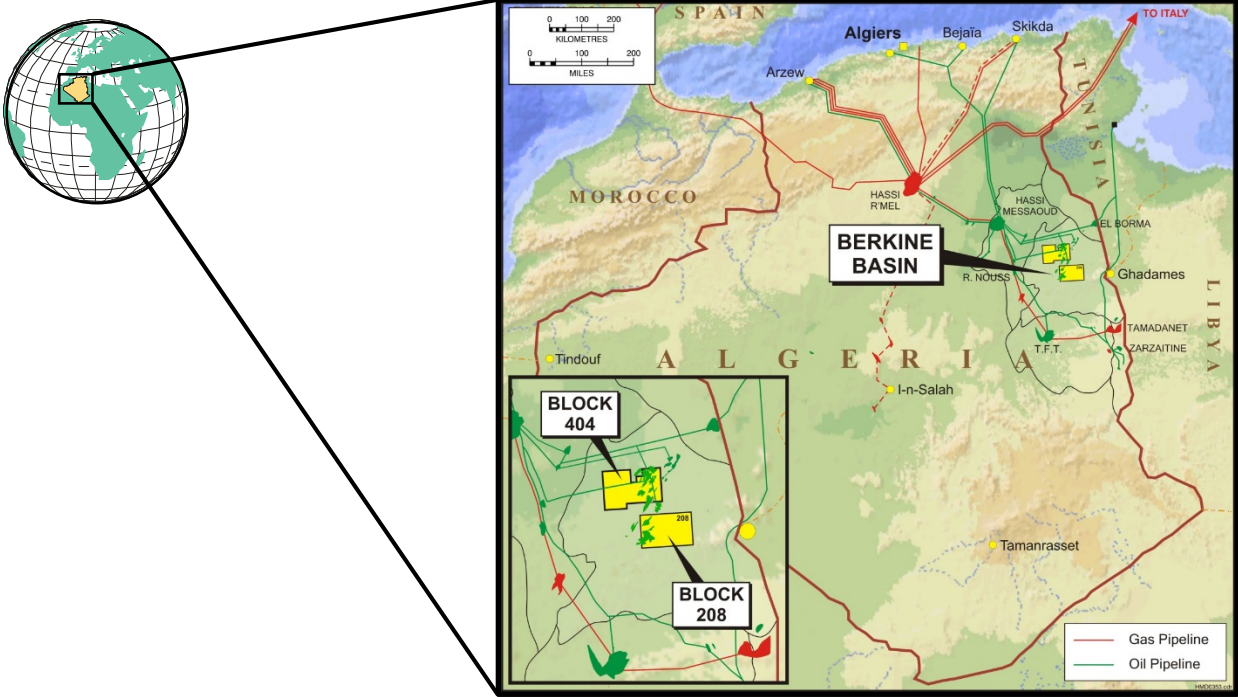 SPAIN
0 100 200
KILOMETRES
0 100 200
MILES
TO ITALY
Algiers
Bejaïa
Skikda
Arzew
TUNISIA
MOROCCO
HASSI
R'MEL
HASSI
MESSAOUD
EL BORMA
BERKINE
BASIN
R. NOUSS
Ghadames
LIBYA
TAMADANET
T.F.T.
ZARZAITINE
Tindouf
ALGERIA
I-n-Salah
BLOCK
404
208
BLOCK
208
Tamanrasset
Gas Pipeline
Oil Pipeline